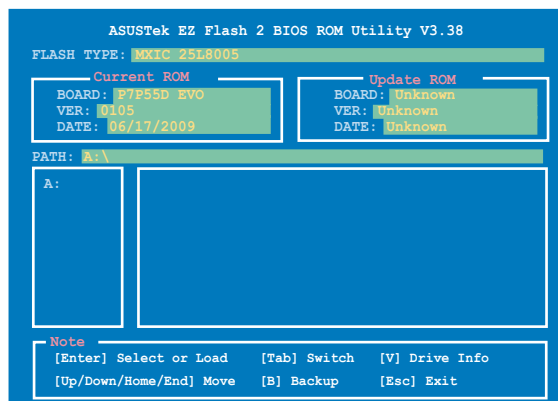 ASUSTek EZ Flash 2 BIOS ROM Utility V3.38
FLASH TYPE: MXIC 25L8005
Current ROM
BOARD: P7P55D EVO
VER: 0105
DATE: 06/17/2009
Update ROM
BOARD: Unknown
VER: Unknown
DATE: Unknown
PATH: A:\
A:
Note
[Enter] Select or Load [Tab] Switch [V] Drive Info
[Up/Down/Home/End] Move [B] Backup [Esc] Exit